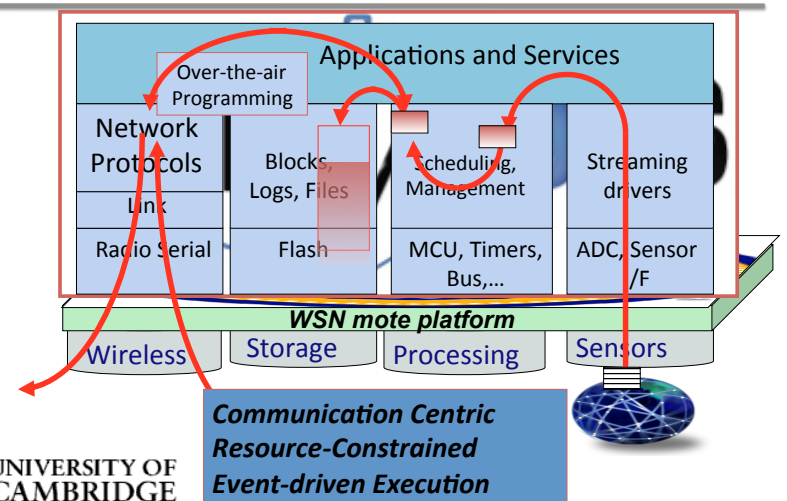 Applications and Services
Over-the-air
Programming
Network
Protocols
Link
Radio Serial
Blocks,
Logs, Files
Flash
Scheduling,
Management
MCU, Timers,
Bus,...
Streaming
drivers
ADC, Sensor
/F
WSN mote platform
Wireless
Storage
Processing
Sensors
Communication Centric
Resource-Constrained
Event-driven Execution
UNIVERSITY OF
CAMBRIDGE